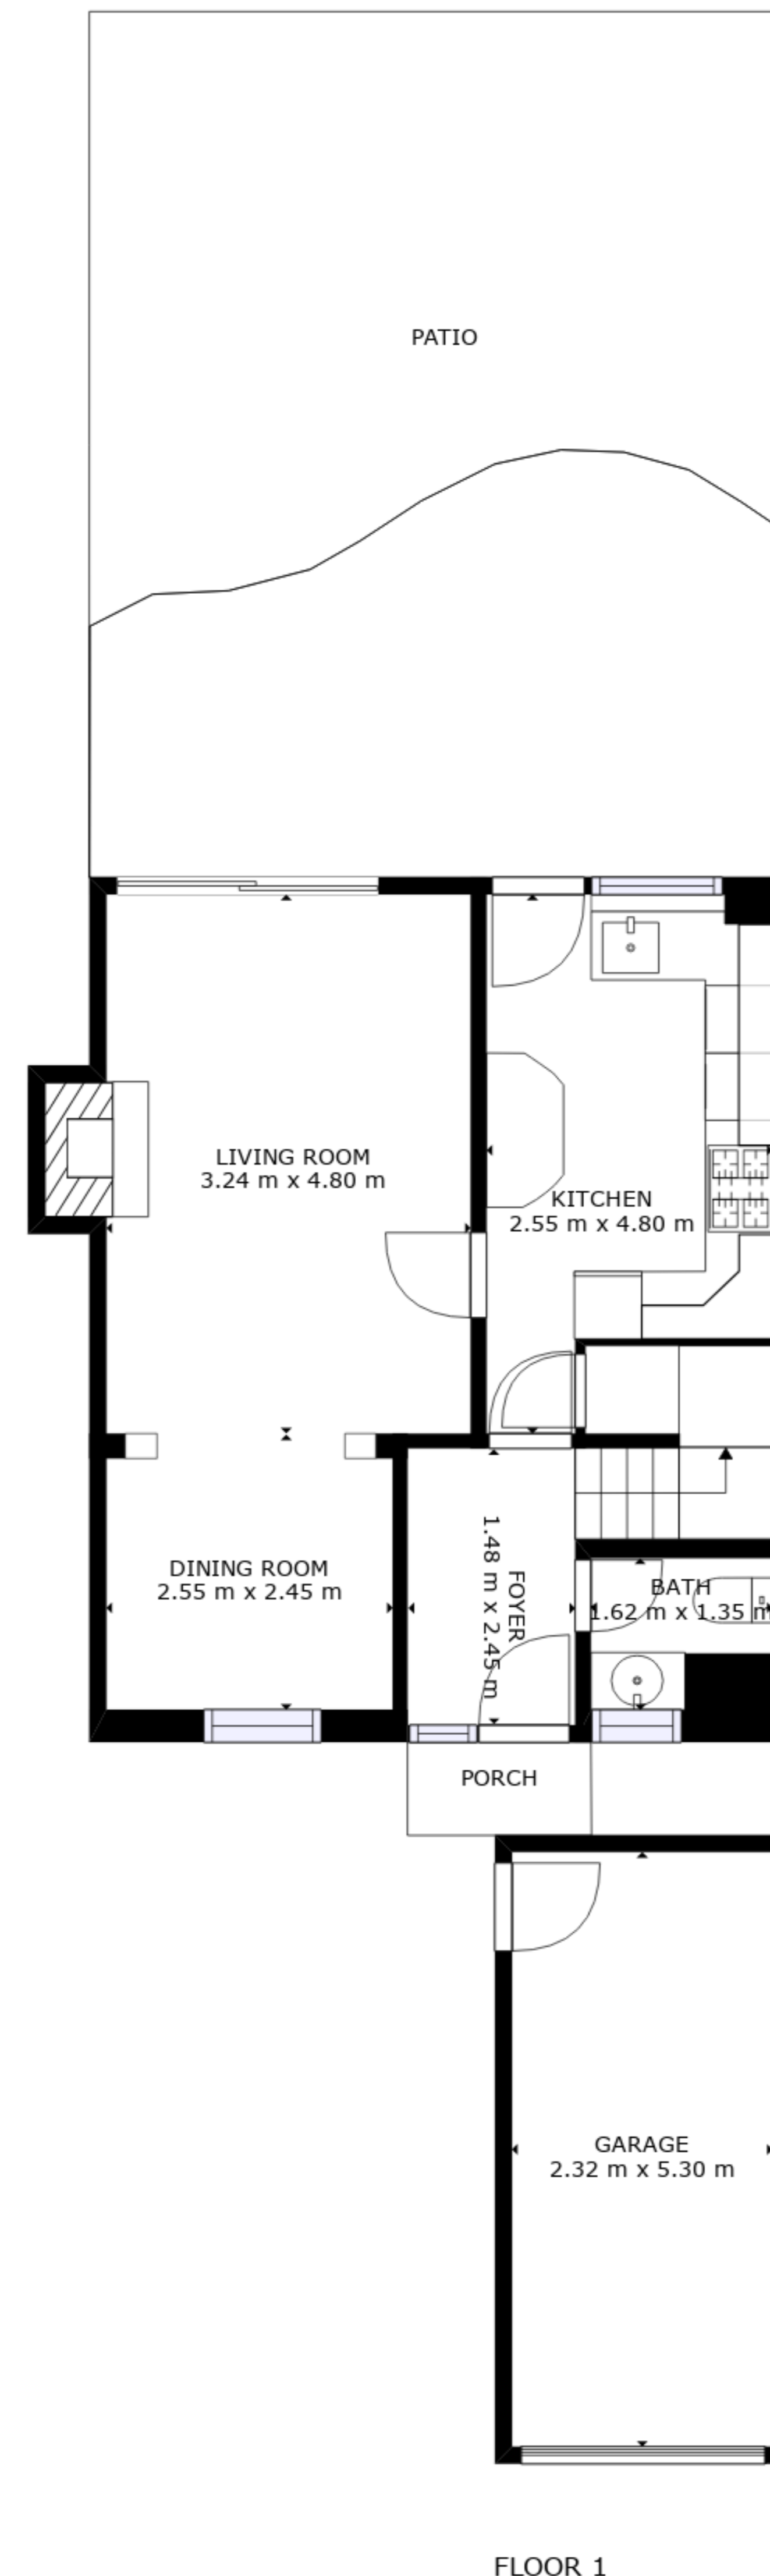 PATIO
LIVING ROOM
3.24 m x 4.80 m
KITCHEN
2.55 m x 4.80 m
DINING ROOM
2.55 m x 2.45 m
FOYER
1.48 m x 2.45 m
BATH
1.62 m x 1.35 m
PORCH
GARAGE
2.32 m x 5.30 m
FLOOR 1